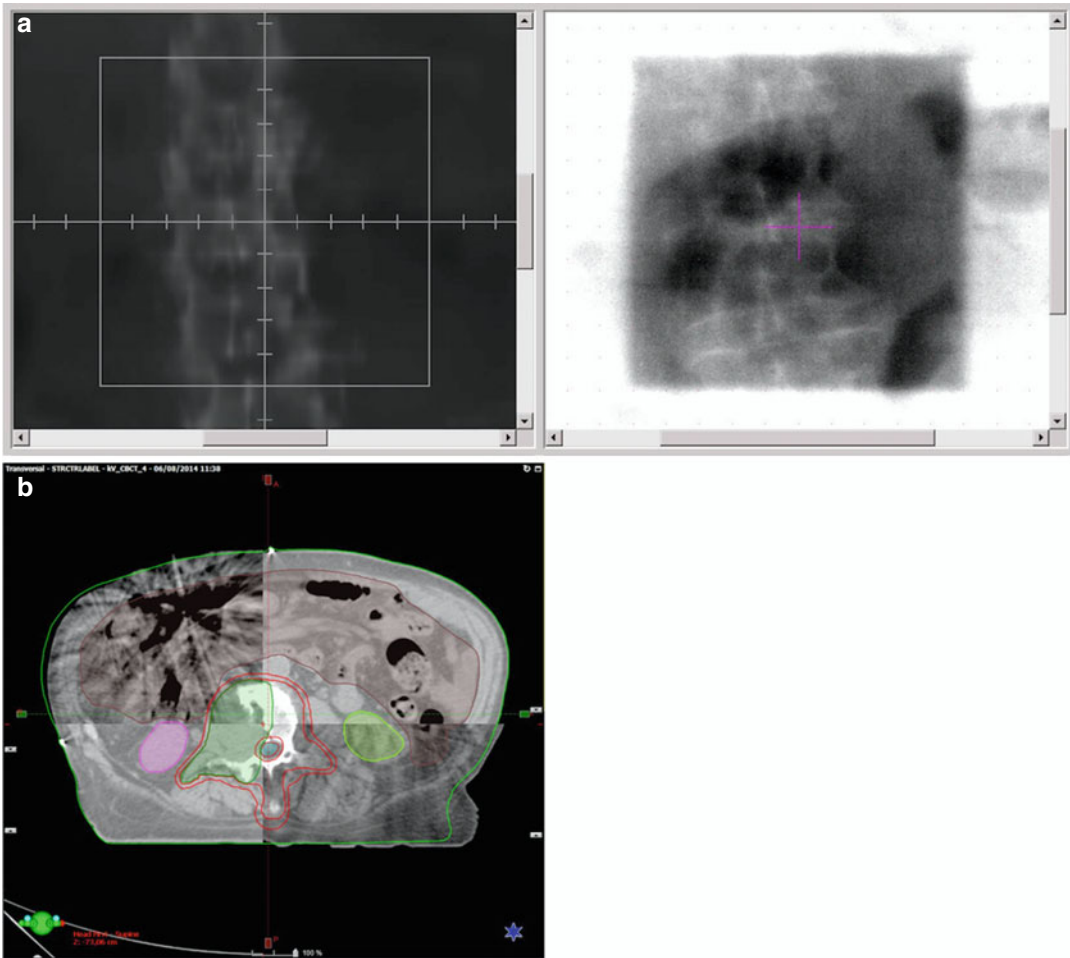 a
Transversal - STRCTRLABEL - kV_CBCT_4 - 06/08/2014 11:38
b
A
Head First - Supine
Z: -73,06 cm
P
100 %